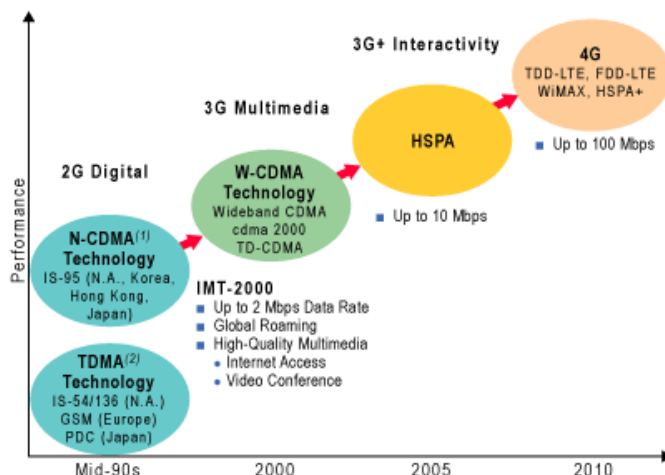 3G+ Interactivity
4G
TDD-LTE, FDD-LTE
WiMAX, HSPA+
Up to 100 Mbps
3G Multimedia
HSPA
Up to 10 Mbps
2G Digital
W-CDMA
Technology
Wideband CDMA
cdma 2000
TD-CDMA
N-CDMA(1)
Technology
IS-95 (N.A., Korea,
Hong Kong,
Japan)
IMT-2000
Up to 2 Mbps Data Rate
Global Roaming
High-Quality Multimedia
Internet Access
Video Conference
TDMA(2)
Technology
IS-54/136 (N.A.)
GSM (Europe)
PDC (Japan)
Performance
Mid-90s
2000
2005
2010